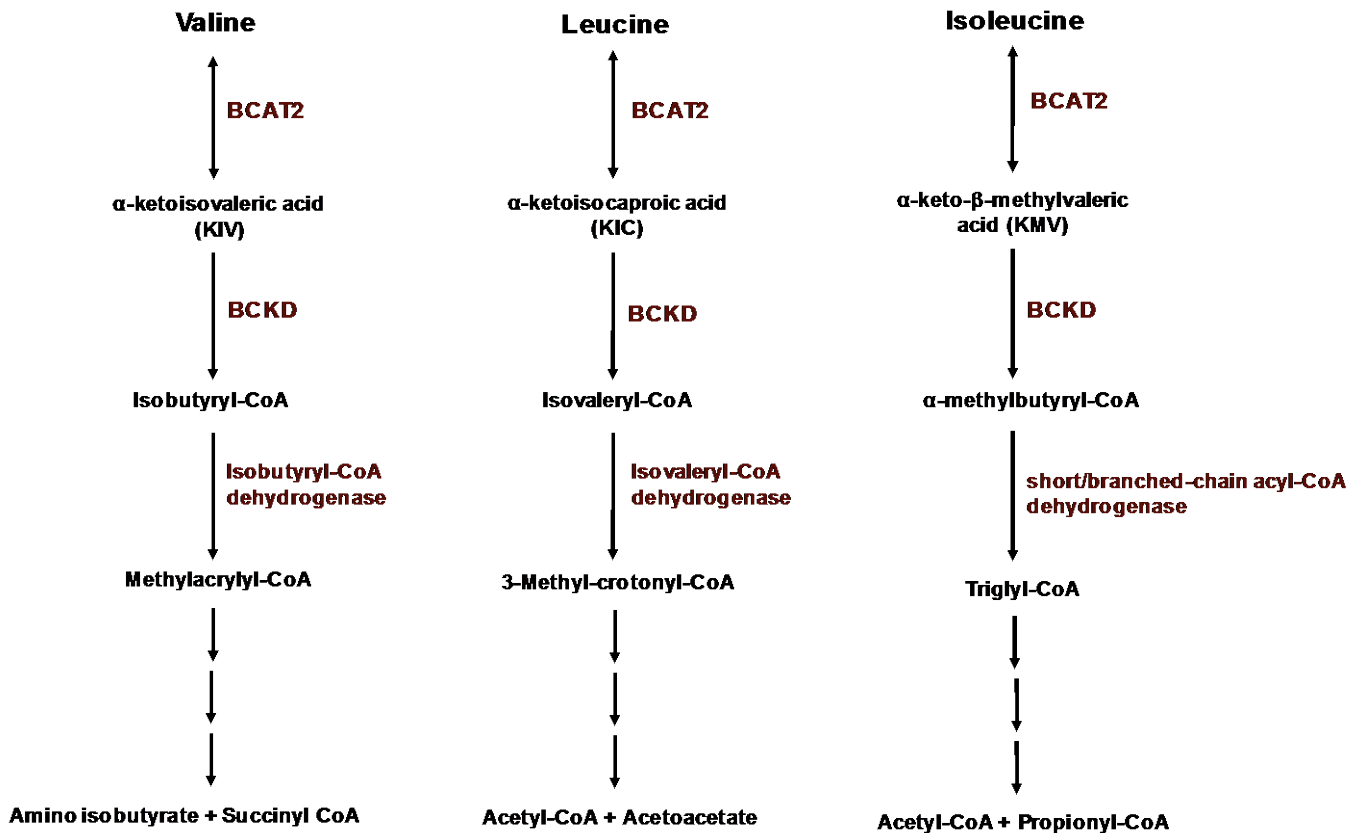 Valine
BCAT2
α-ketoisovaleric acid
(KIV)
BCKD
Isobutyryl-CoA
Isobutyryl-CoA
dehydrogenase
Methylacrylyl-CoA
Amino isobutyrate + Succinyl CoA
Leucine
BCAT2
α-ketoisocaproic acid
(KIC)
BCKD
Isovaleryl-CoA
Isovaleryl-CoA
dehydrogenase
3-Methyl-crotonyl-CoA
Acetyl-CoA + Acetoacetate
Isoleucine
BCAT2
α-keto-β-methylvaleric
acid (KMV)
BCKD
α-methylbutyryl-CoA
short/branched-chain acyl-CoA
dehydrogenase
Triglyl-CoA
Acetyl-CoA + Propionyl-CoA